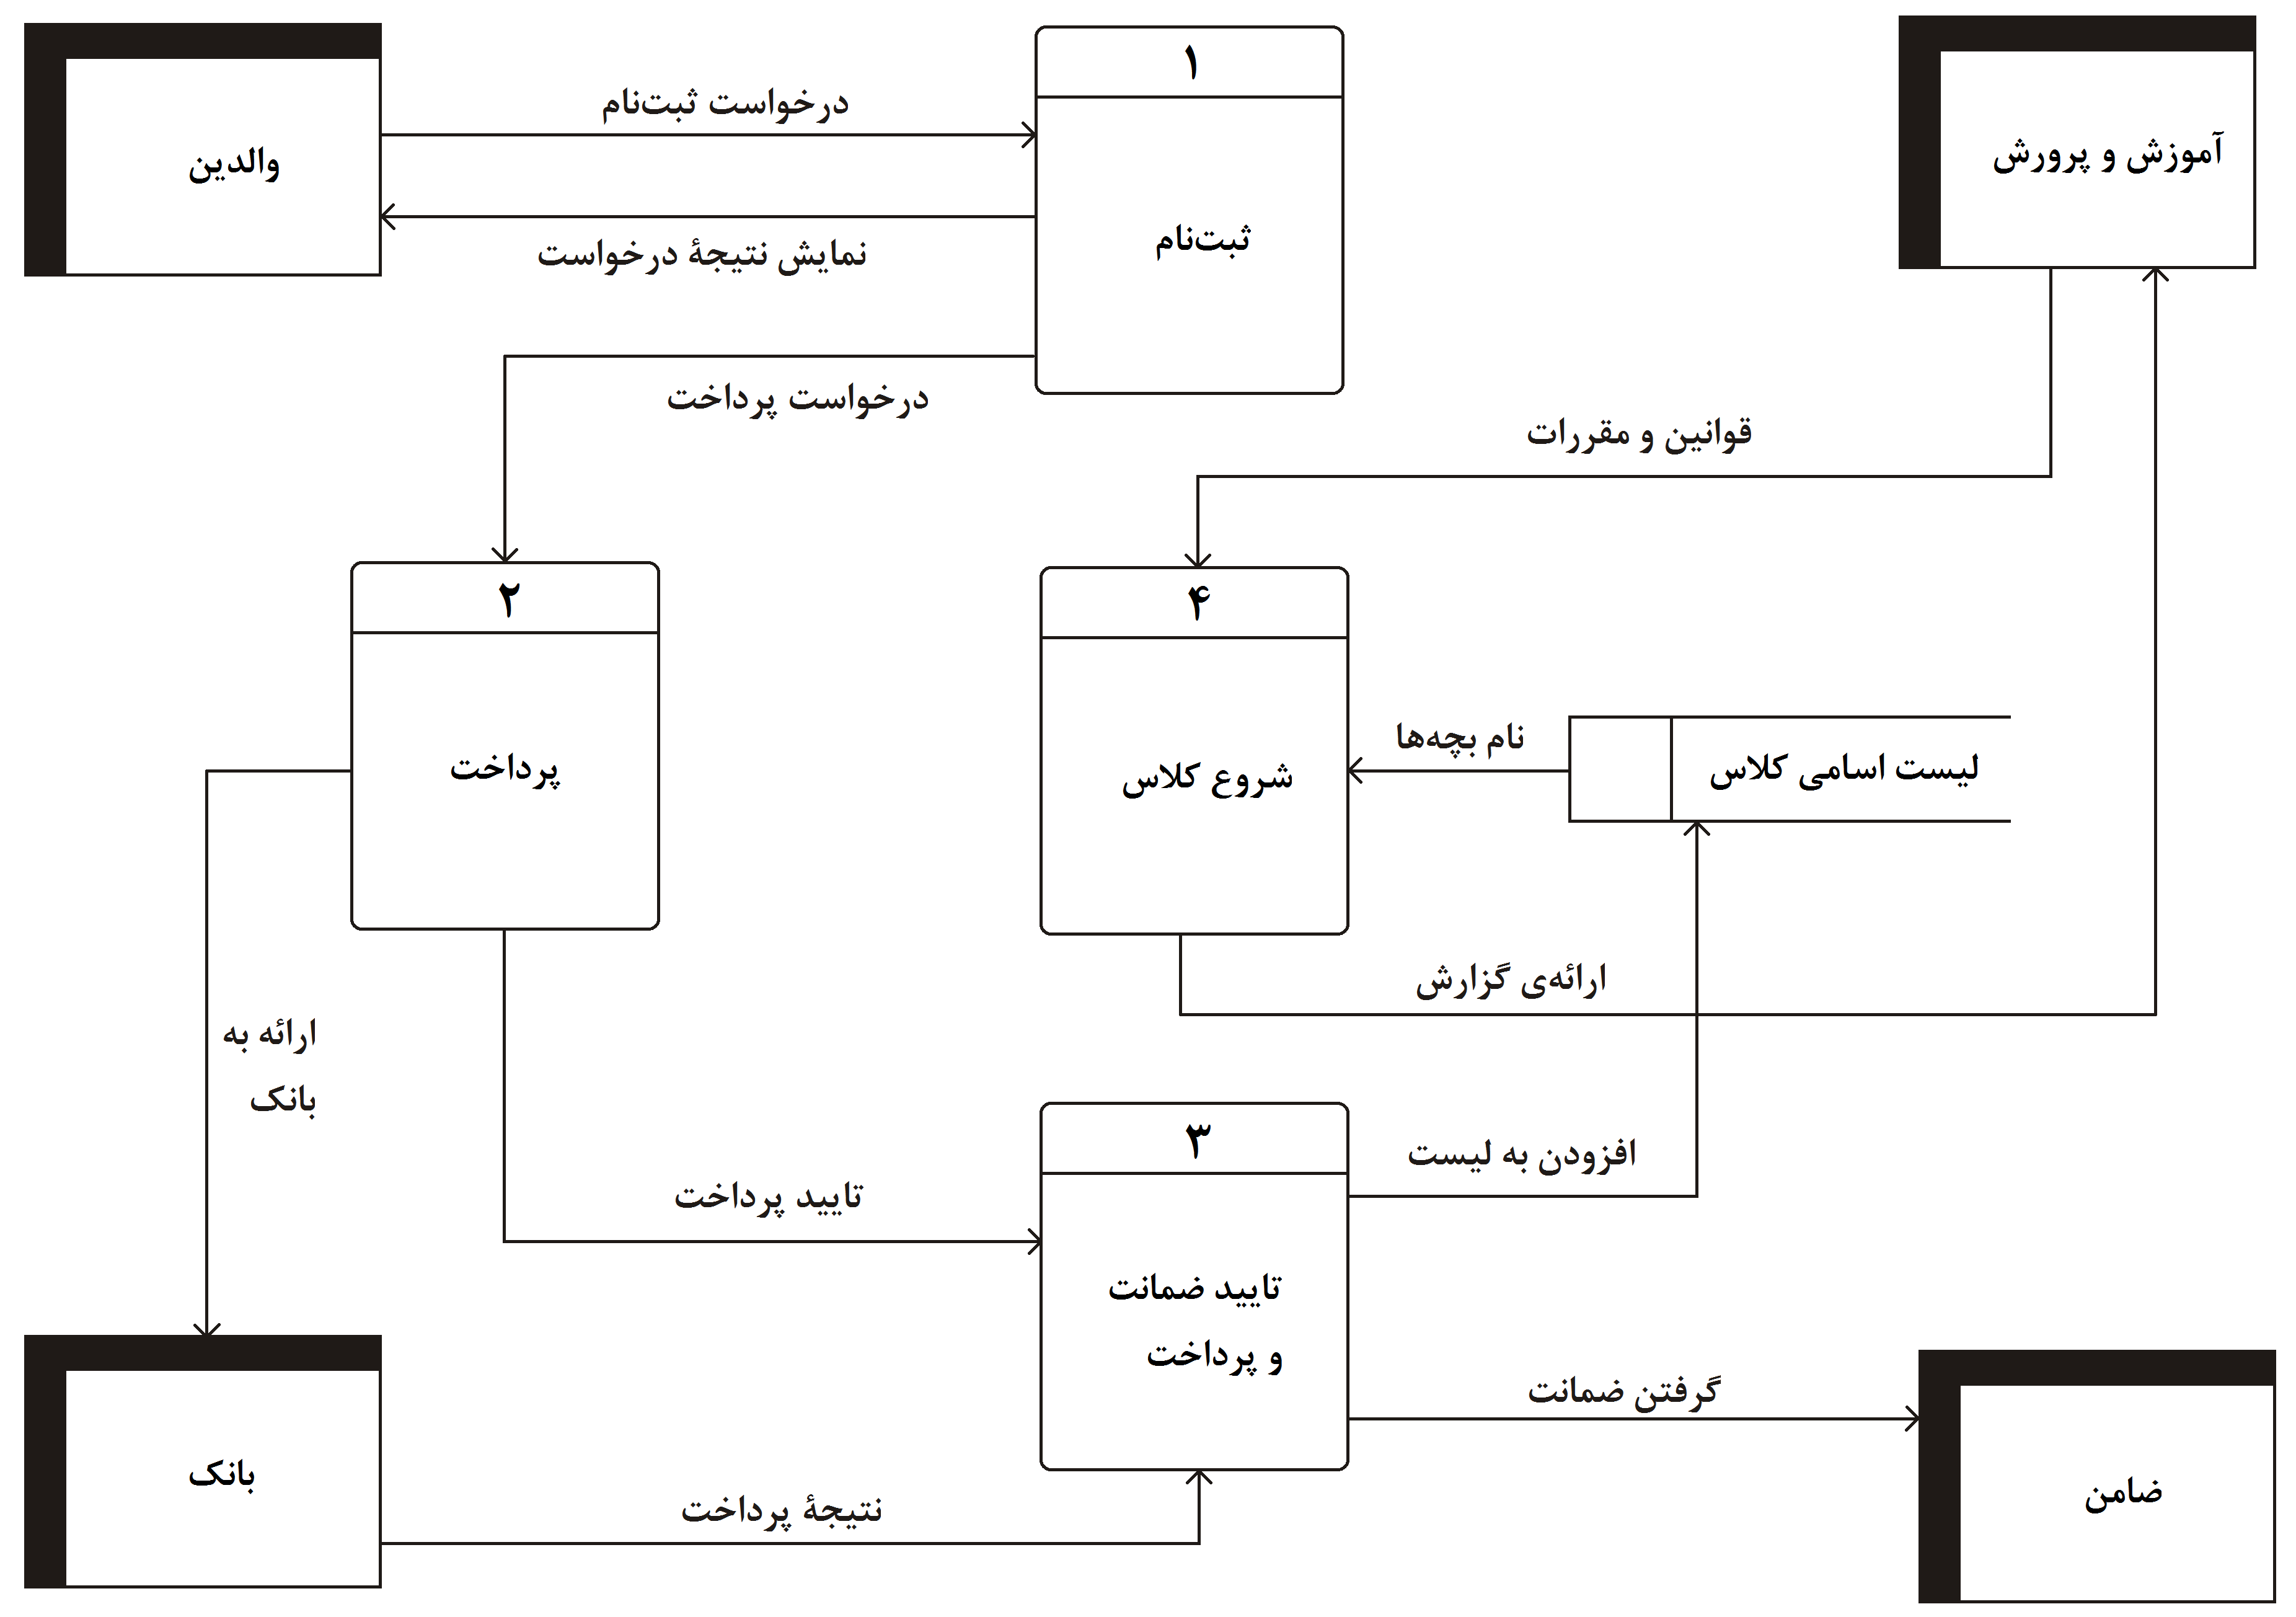 ۱
والدین
درخواست ثبت‌نام
آموزش و پرورش
ثبت‌نام
نمایش نتیجهٔ درخواست
درخواست پرداخت
قوانین و مقررات
۲
۴
پرداخت
شروع کلاس
نام بچه‌ها
لیست اسامی کلاس
ارائه‌ی گزارش
ارائه به
بانک
۳
افزودن به لیست
تایید پرداخت
تایید ضمانت
و پرداخت
گرفتن ضمانت
بانک
ضامن
نتیجهٔ پرداخت